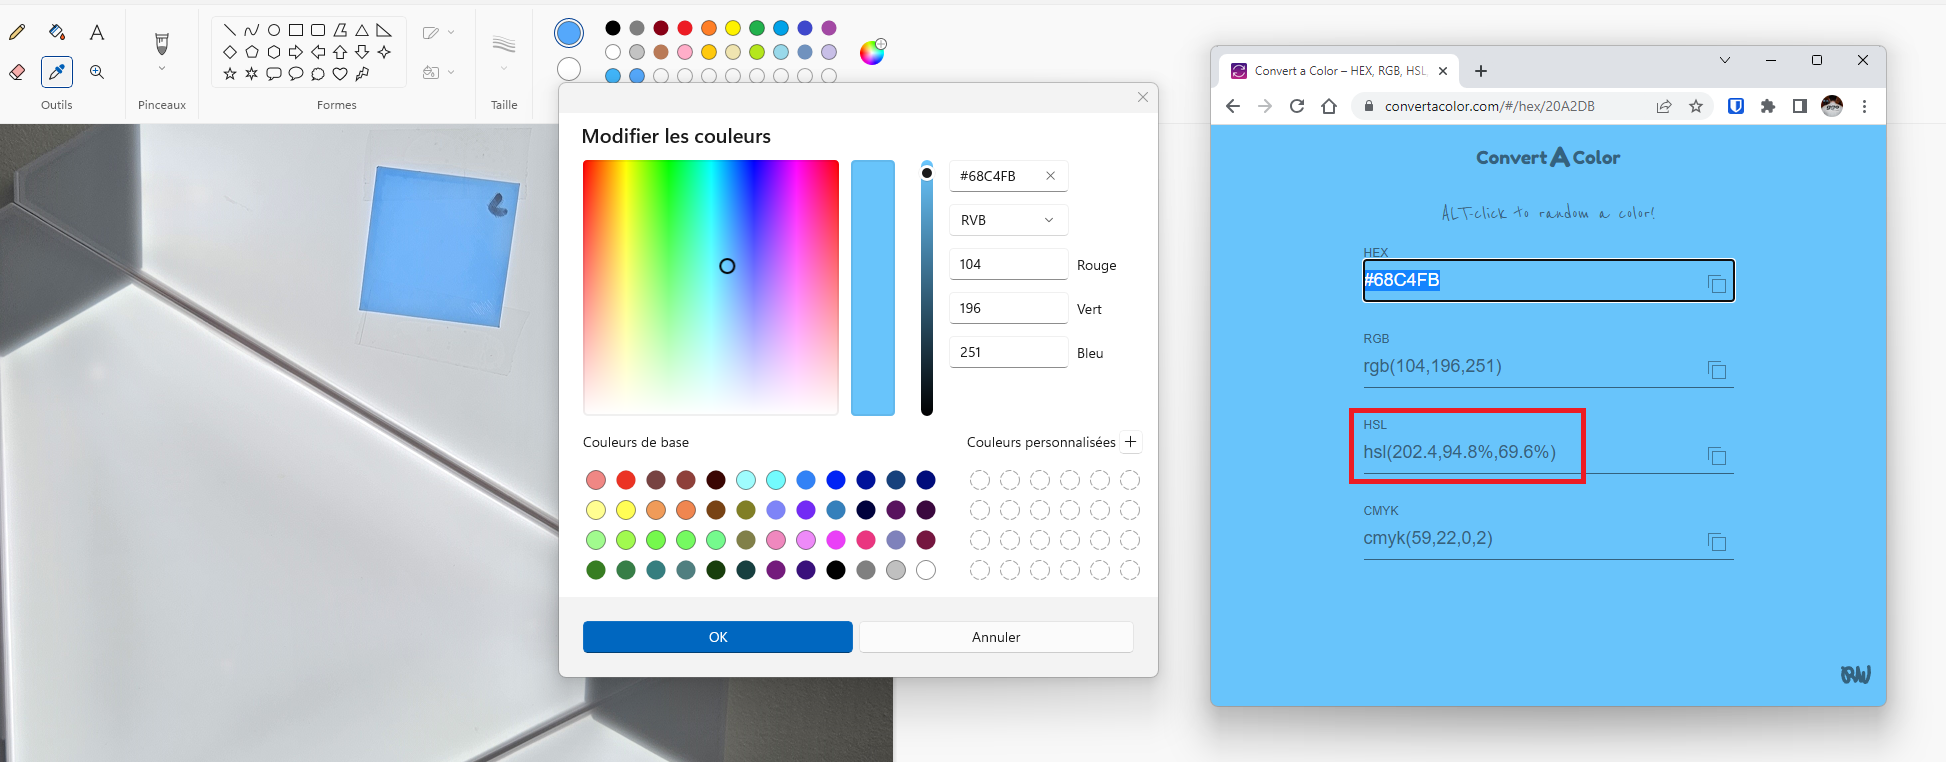 Outils
Pinceaux
Formes
Taille
Modifier les couleurs
#68C4FB
RVB
104 Rouge
196 Vert
251 Bleu
Couleurs de base
Couleurs personnalisées
OK
Annuler
Convert a Color – HEX, RGB, HSL
convertacolor.com/#/hex/20A2DB
Convert A Color
ALT-click to random a color!
HEX
#68C4FB
RGB
rgb(104,196,251)
HSL
hsl(202.4,94.8%,69.6%)
CMYK
cmyk(59,22,0,2)
RW